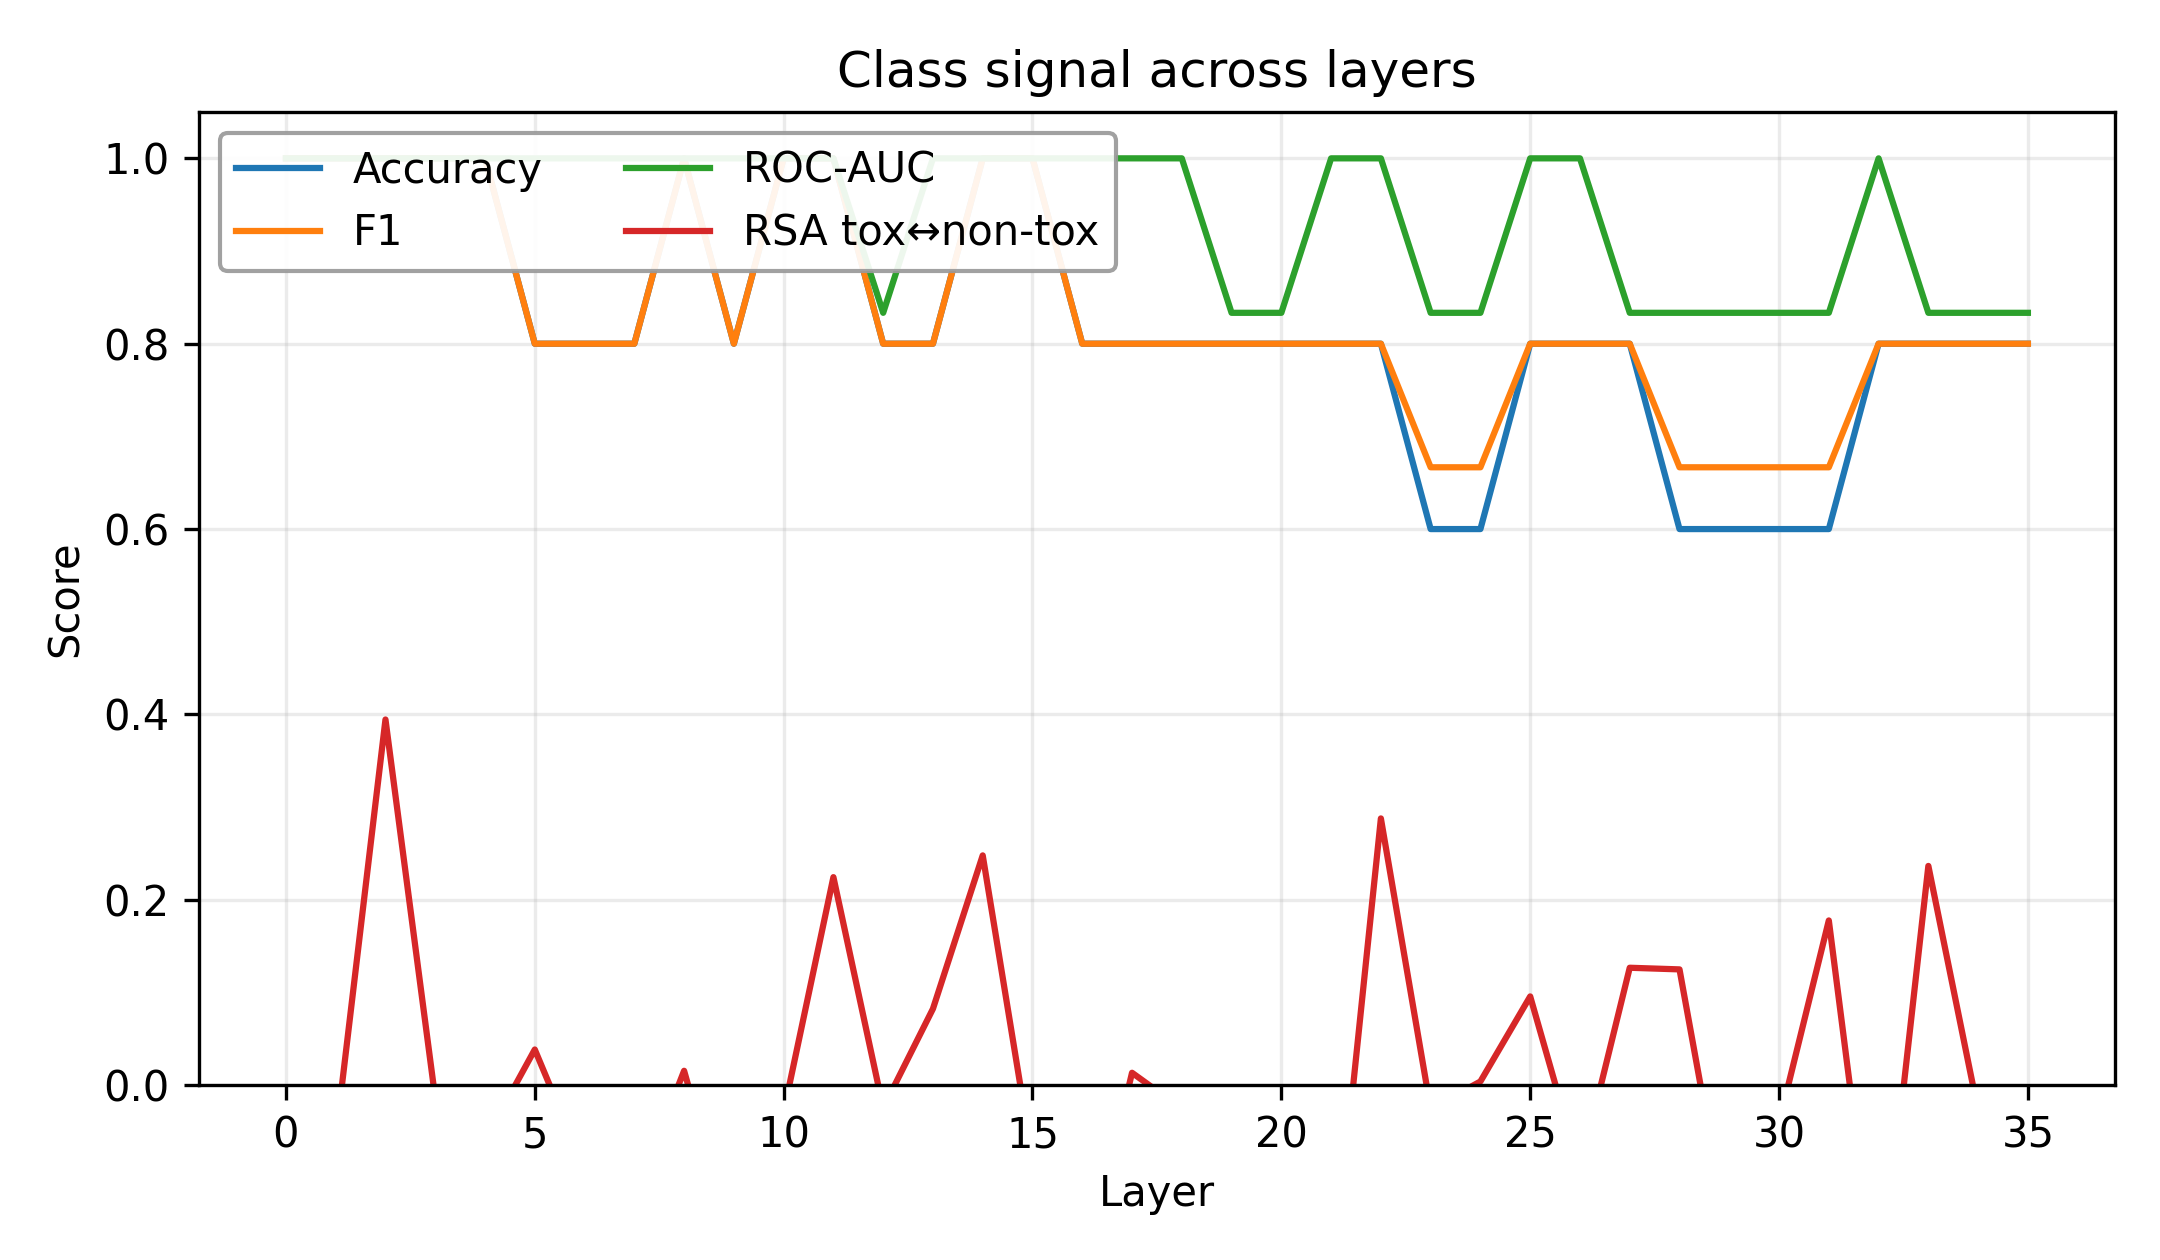 Class signal across layers
Accuracy
F1
ROC-AUC
RSA tox↔non-tox
1.0
0.8
0.6
0.4
0.2
0.0
Score
0 5 10 15 20 25 30 35
Layer